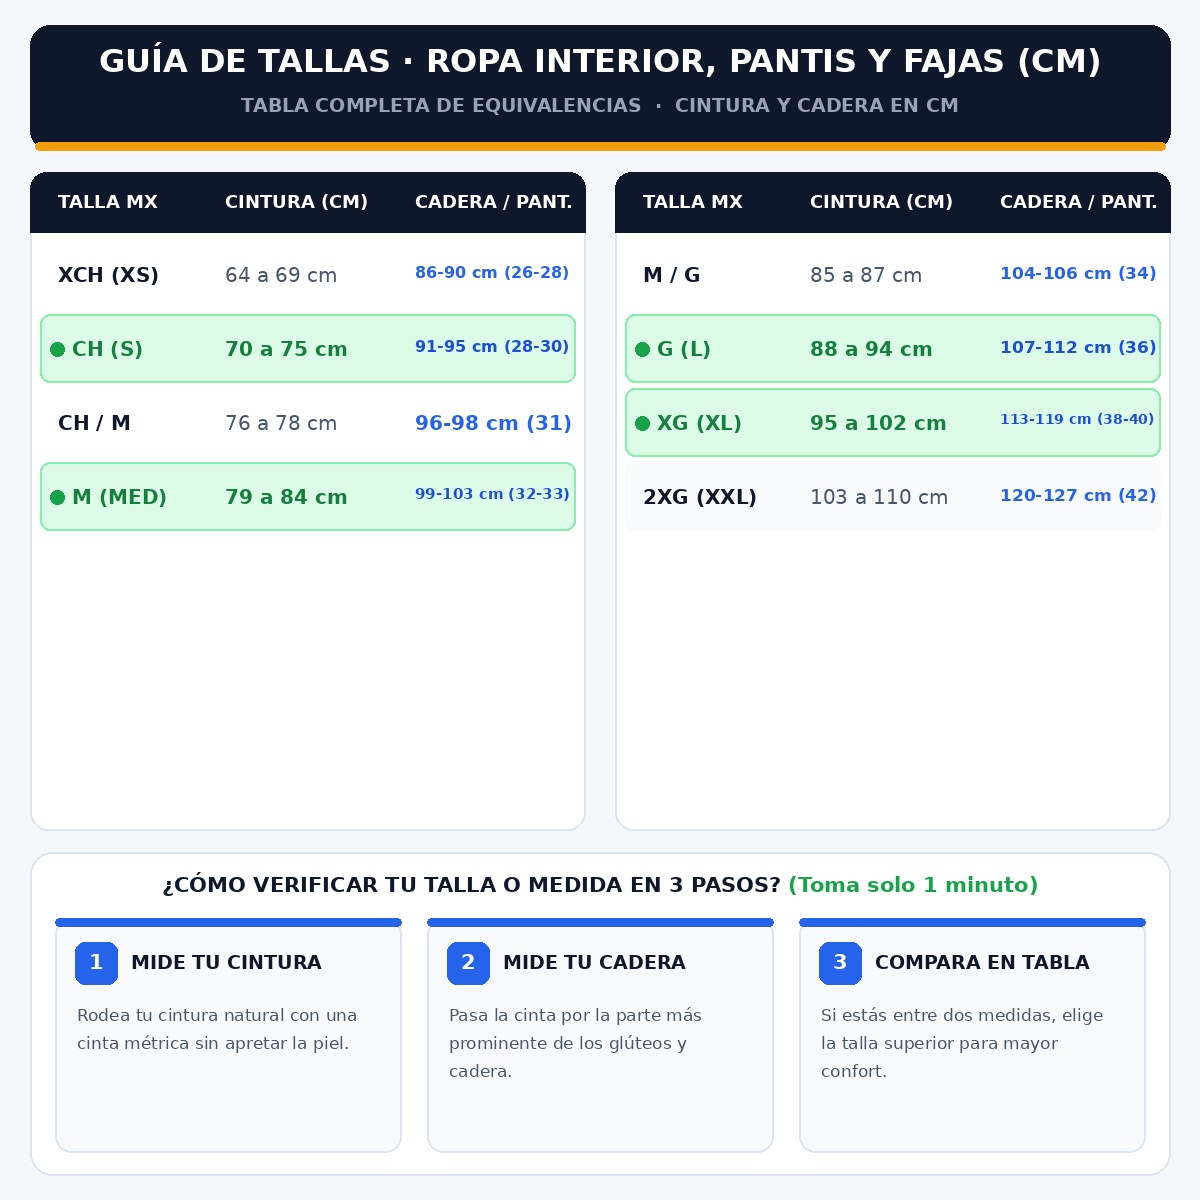 GUÍA DE TALLAS · ROPA INTERIOR, PANTIS Y FAJAS (CM)
TABLA COMPLETA DE EQUIVALENCIAS · CINTURA Y CADERA EN CM
TALLA MX CINTURA (CM) CADERA / PANT.
XCH (XS) 64 a 69 cm 86-90 cm (26-28)
CH (S) 70 a 75 cm 91-95 cm (28-30)
CH / M 76 a 78 cm 96-98 cm (31)
M (MED) 79 a 84 cm 99-103 cm (32-33)
TALLA MX CINTURA (CM) CADERA / PANT.
M / G 85 a 87 cm 104-106 cm (34)
G (L) 88 a 94 cm 107-112 cm (36)
XG (XL) 95 a 102 cm 113-119 cm (38-40)
2XG (XXL) 103 a 110 cm 120-127 cm (42)
¿CÓMO VERIFICAR TU TALLA O MEDIDA EN 3 PASOS? (Toma solo 1 minuto)
1 MIDE TU CINTURA
Rodea tu cintura natural con una
cinta métrica sin apretar la piel.
2 MIDE TU CADERA
Pasa la cinta por la parte más
prominente de los glúteos y
cadera.
3 COMPARA EN TABLA
Si estás entre dos medidas, elige
la talla superior para mayor
confort.